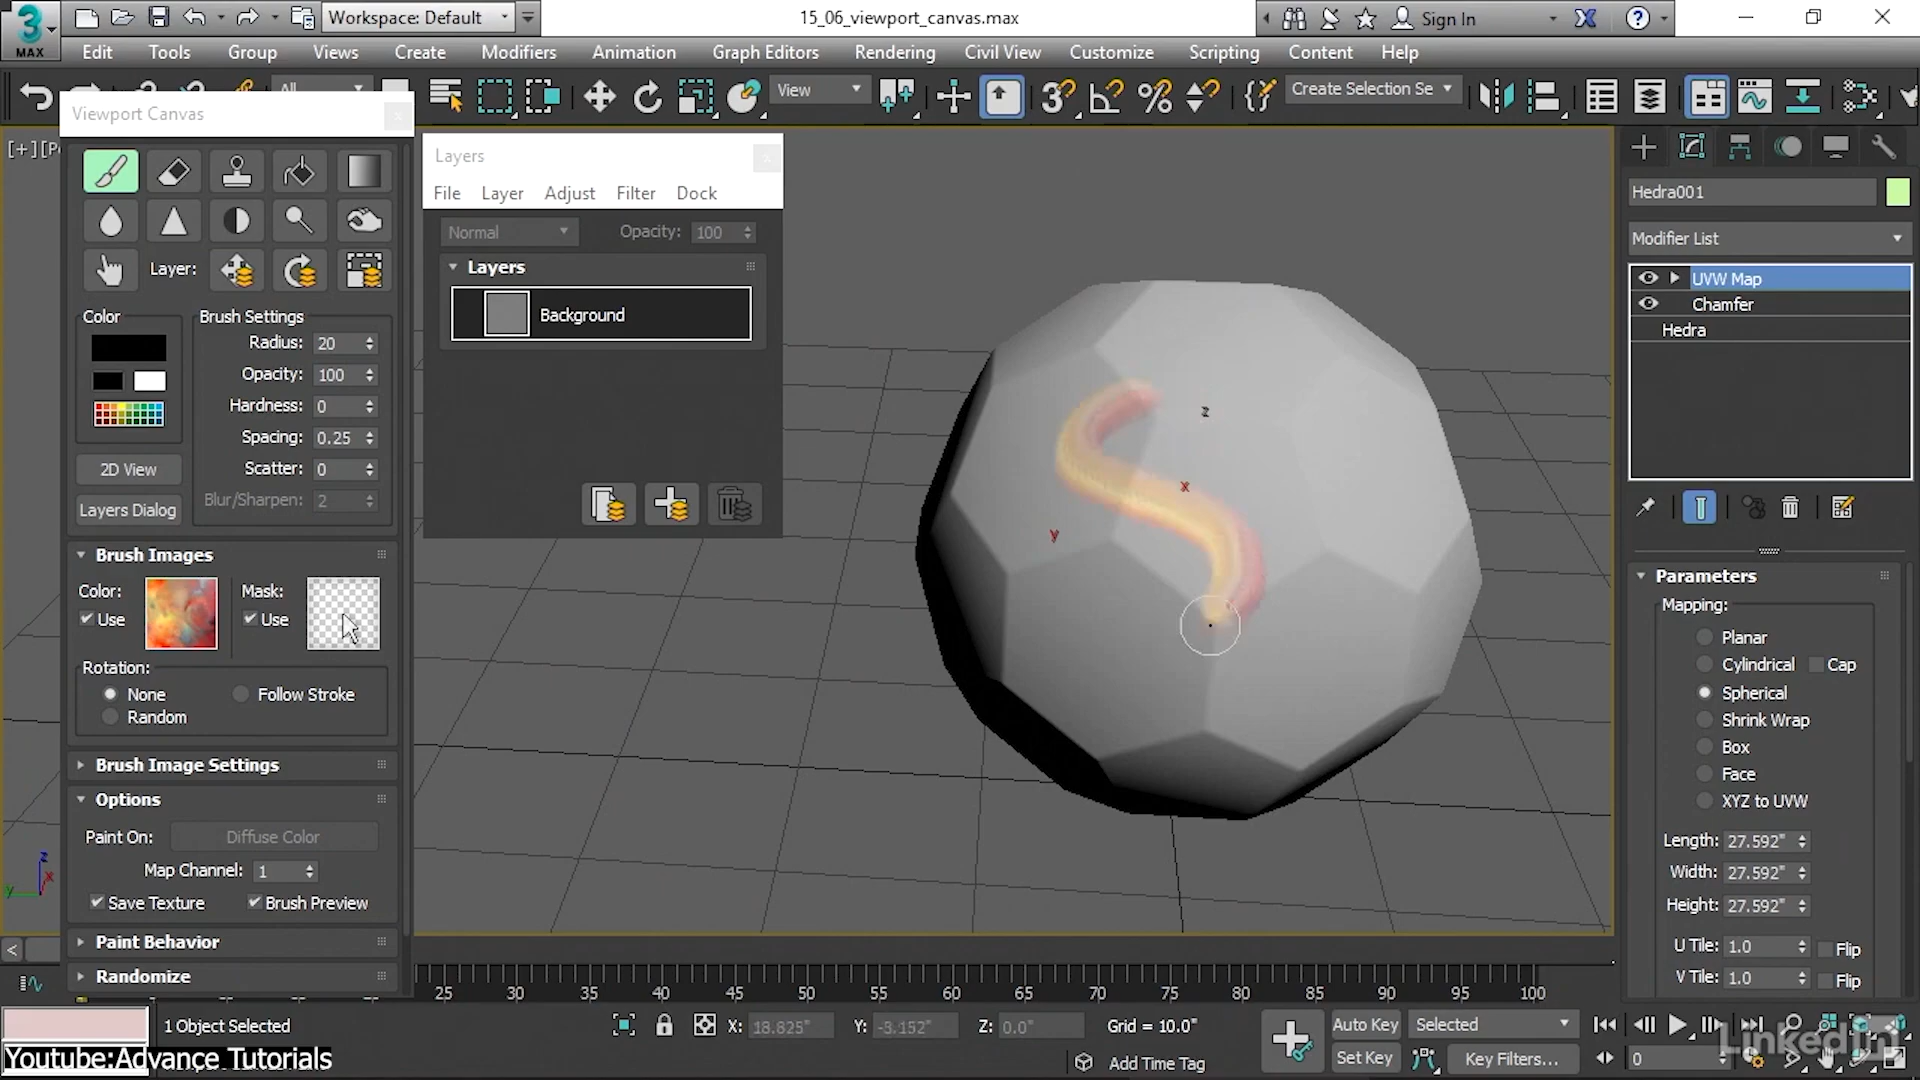 Workspace: Default
15_06_viewport_canvas.max
Sign In
MAX
Edit Tools Group Views Create Modifiers Animation Graph Editors Rendering Civil View Customize Scripting Content Help
All
View
Create Selection Se
Viewport Canvas
[+][P
Layer:
Color
Brush Settings
Radius: 20
Opacity: 100
Hardness: 0
Spacing: 0.25
Scatter: 0
Blur/Sharpen: 2
2D View
Layers Dialog
Brush Images
Color:
Use
Mask:
Use
Rotation:
None
Follow Stroke
Random
Brush Image Settings
Options
Paint On: Diffuse Color
Map Channel: 1
Save Texture
Brush Preview
Paint Behavior
Randomize
Layers
File Layer Adjust Filter Dock
Normal
Opacity: 100
Layers
Background
z
x
y
z
x
y
Hedra001
Modifier List
UVW Map
Chamfer
Hedra
Parameters
Mapping:
Planar
Cylindrical Cap
Spherical
Shrink Wrap
Box
Face
XYZ to UVW
Length: 27.592"
Width: 27.592"
Height: 27.592"
U Tile: 1.0 Flip
V Tile: 1.0 Flip
25 30 35 40 45 50 55 60 65 70 75 80 85 90 95 100
1 Object Selected
X: 18.825" Y: -3.152" Z: 0.0" Grid = 10.0"
Auto Key
Selected
Set Key
Key Filters...
0
Add Time Tag
Youtube:Advance Tutorials
LinkedIn